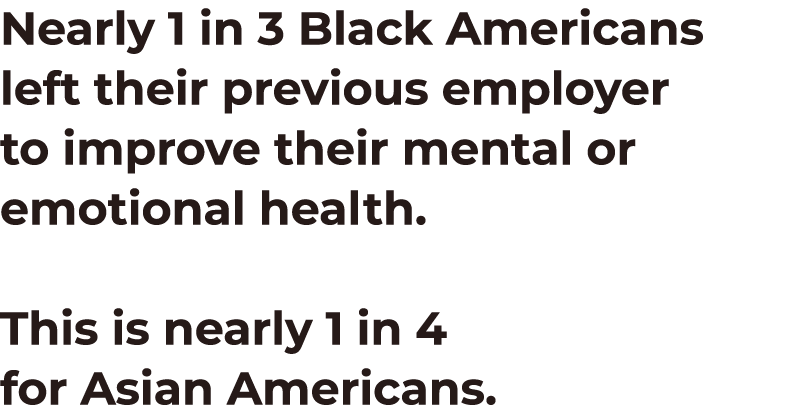 Nearly 1 in 3 Black Americans
left their previous employer
to improve their mental or
emotional health.
This is nearly 1 in 4
for Asian Americans.